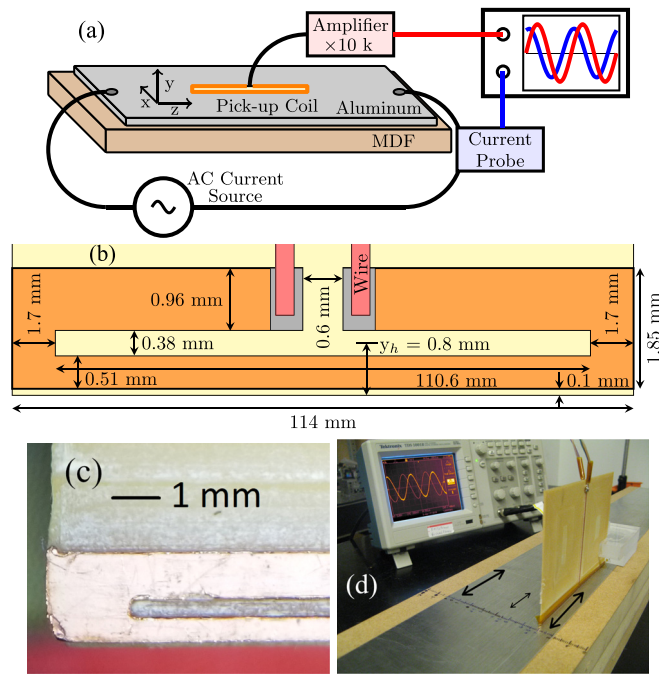 (a)
Amplifier
×10 k
y
x
z
Pick-up Coil
Aluminum
MDF
Current
Probe
AC Current
Source
(b)
Wire
1.7 mm
0.96 mm
0.6 mm
1.7 mm
1.85 mm
0.38 mm
yₕ = 0.8 mm
0.51 mm
110.6 mm
0.1 mm
114 mm
(c)
1 mm
Tektronix
(d)